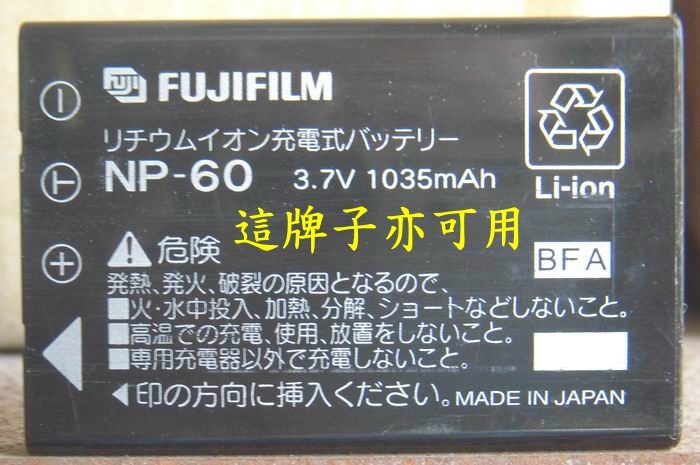 FUJI FUJIFILM
リチウムイオン充電式バッテリー
NP-60 3.7V 1035mAh
Li-ion
⚠危険
這牌子亦可用
BFA
発熱、発火、破裂の原因となるので、
■火・水中投入、加熱、分解、ショートなどしないこと。
■高温での充電、使用、放置をしないこと。
■専用充電器以外で充電しないこと。
◀印の方向に挿入ください。 MADE IN JAPAN